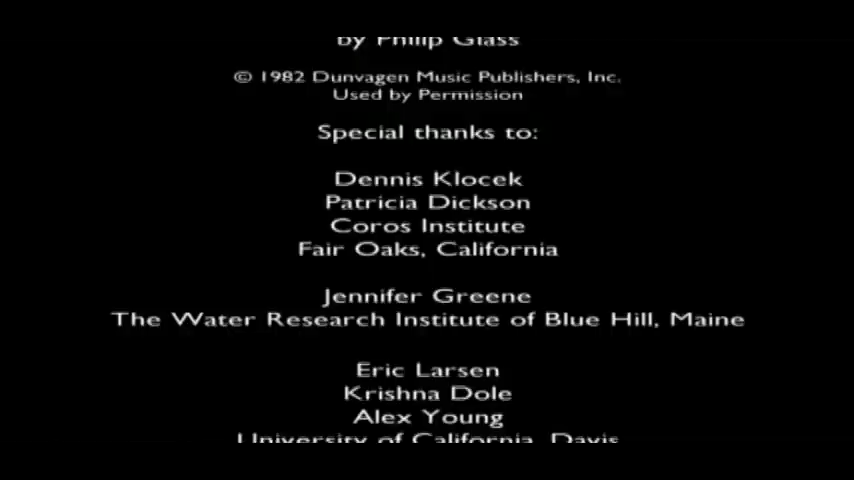 by Philip Glass
© 1982 Dunvagen Music Publishers, Inc.
Used by Permission
Special thanks to:
Dennis Klocek
Patricia Dickson
Coros Institute
Fair Oaks, California
Jennifer Greene
The Water Research Institute of Blue Hill, Maine
Eric Larsen
Krishna Dole
Alex Young
University of California, Davis